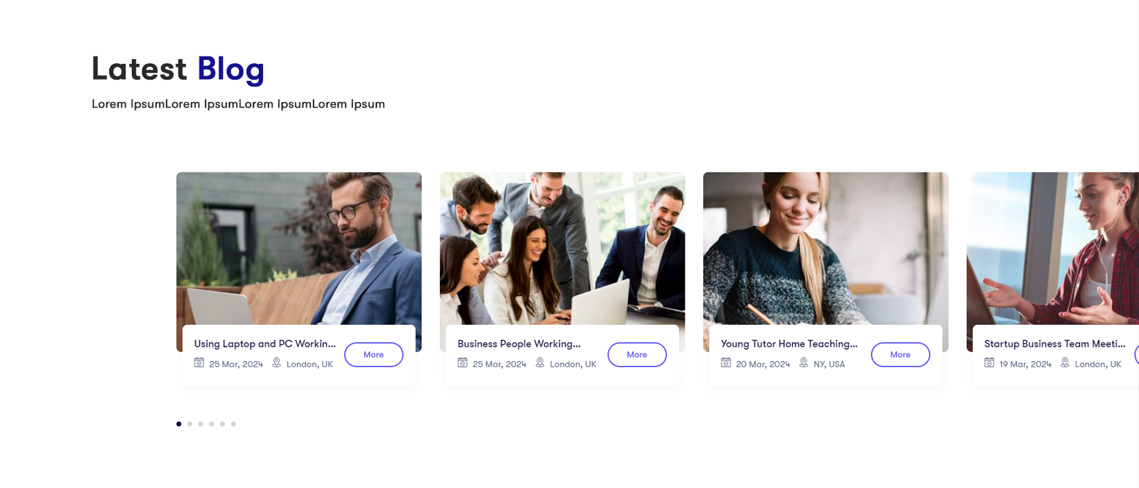 Latest Blog
Lorem IpsumLorem IpsumLorem IpsumLorem Ipsum
Using Laptop and PC Workin...
25 Mar, 2024 London, UK
More
Business People Working...
25 Mar, 2024 London, UK
More
Young Tutor Home Teaching...
20 Mar, 2024 NY, USA
More
Startup Business Team Meeti...
19 Mar, 2024 London, UK